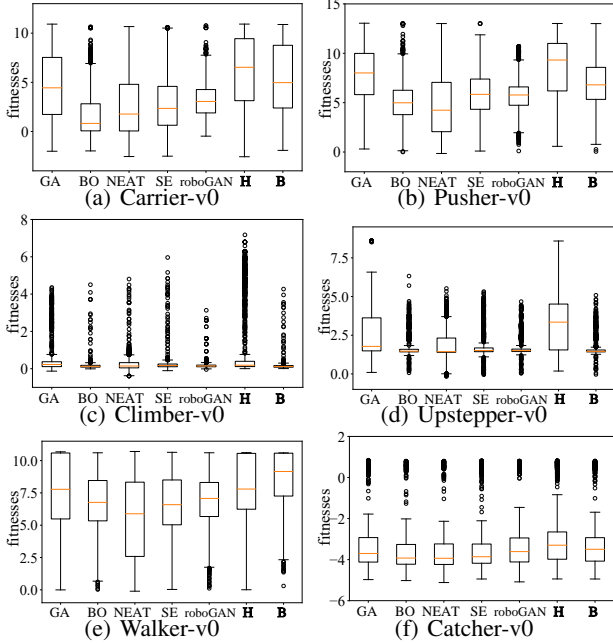 fitnesses
10
5
0
GA BO NEAT SE roboGAN H B
(a) Carrier-v0
fitnesses
15
10
5
0
GA BO NEAT SE roboGAN H B
(b) Pusher-v0
fitnesses
8
6
4
2
0
GA BO NEAT SE roboGAN H B
(c) Climber-v0
fitnesses
7.5
5.0
2.5
0.0
GA BO NEAT SE roboGAN H B
(d) Upstepper-v0
fitnesses
10.0
7.5
5.0
2.5
0.0
GA BO NEAT SE roboGAN H B
(e) Walker-v0
fitnesses
2
0
−2
−4
−6
GA BO NEAT SE roboGAN H B
(f) Catcher-v0